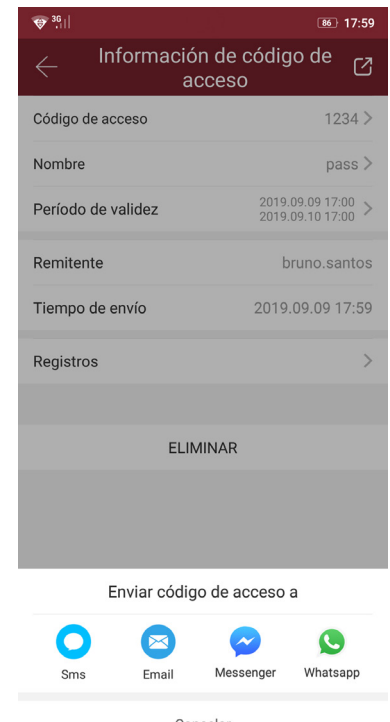 3G 86 17:59
Información de código de
acceso
Código de acceso 1234
Nombre pass
Período de validez 2019.09.09 17:00
2019.09.10 17:00
Remitente bruno.santos
Tiempo de envío 2019.09.09 17:59
Registros
ELIMINAR
Enviar código de acceso a
Sms Email Messenger Whatsapp
Cancelar